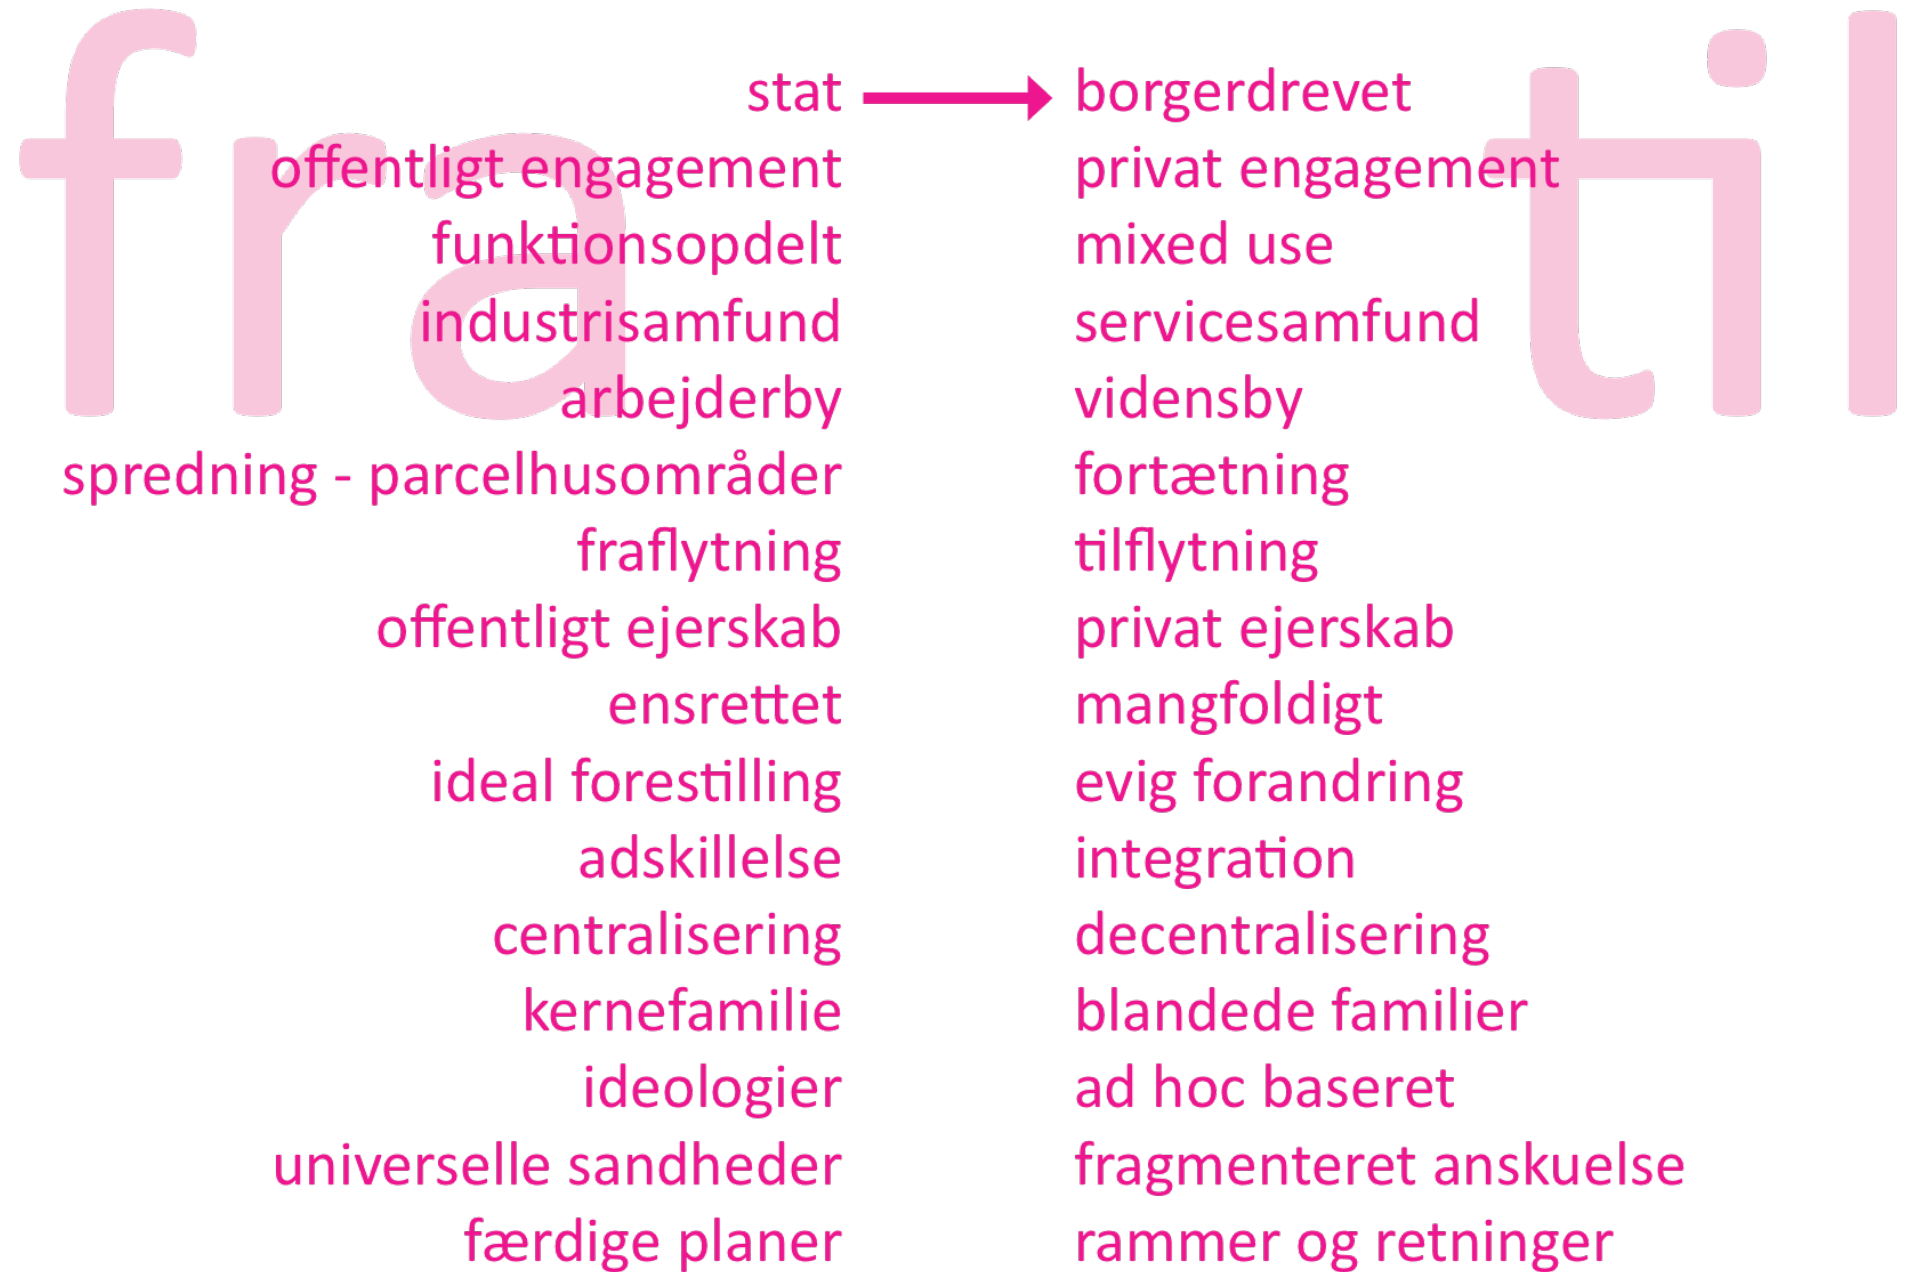 fra til
stat borgerdrevet
offentligt engagement privat engagement
funktionsopdelt mixed use
industrisamfund servicesamfund
arbejderby vidensby
spredning - parcelhusområder fortætning
fraflytning tilflytning
offentligt ejerskab privat ejerskab
ensrettet mangfoldigt
ideal forestilling evig forandring
adskillelse integration
centralisering decentralisering
kernefamilie blandede familier
ideologier ad hoc baseret
universelle sandheder fragmenteret anskuelse
færdige planer rammer og retninger